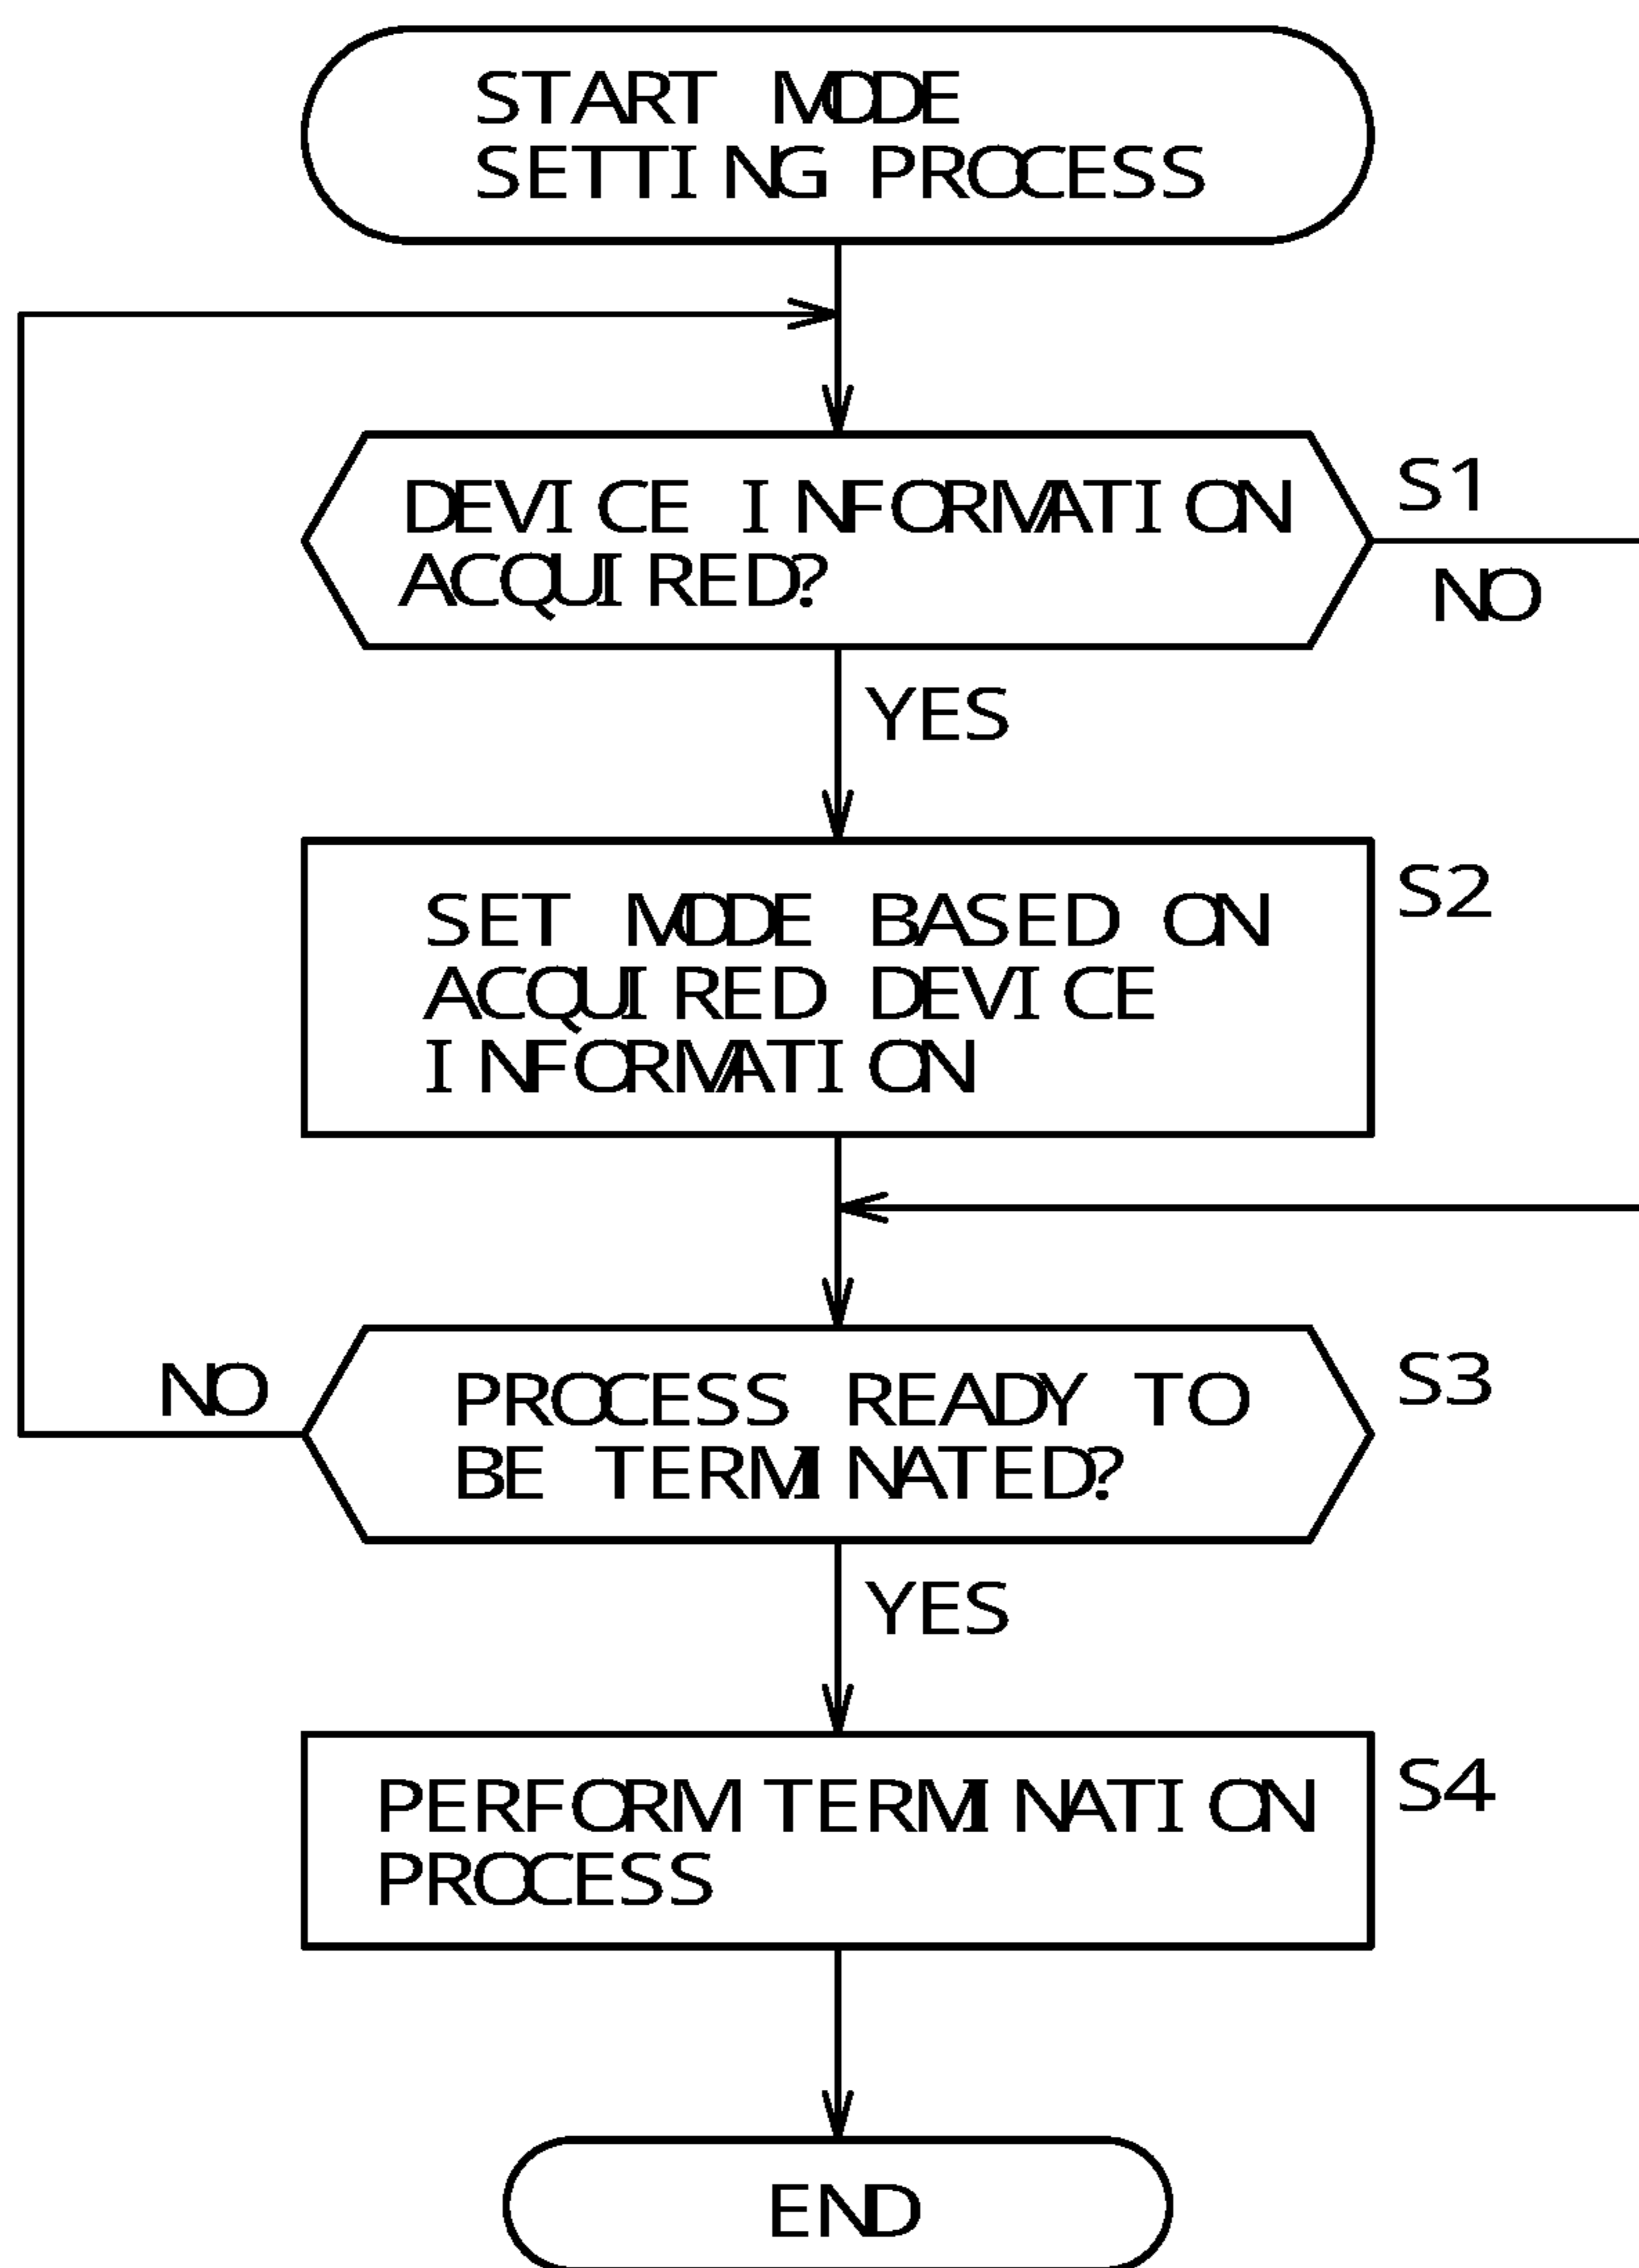 START MODE
SETTING PROCESS
DEVICE INFORMATION
ACQUIRED?
S1
NO
YES
SET MODE BASED ON
ACQUIRED DEVICE
INFORMATION
S2
NO
PROCESS READY TO
BE TERMINATED?
S3
YES
PERFORM TERMINATION
PROCESS
S4
END